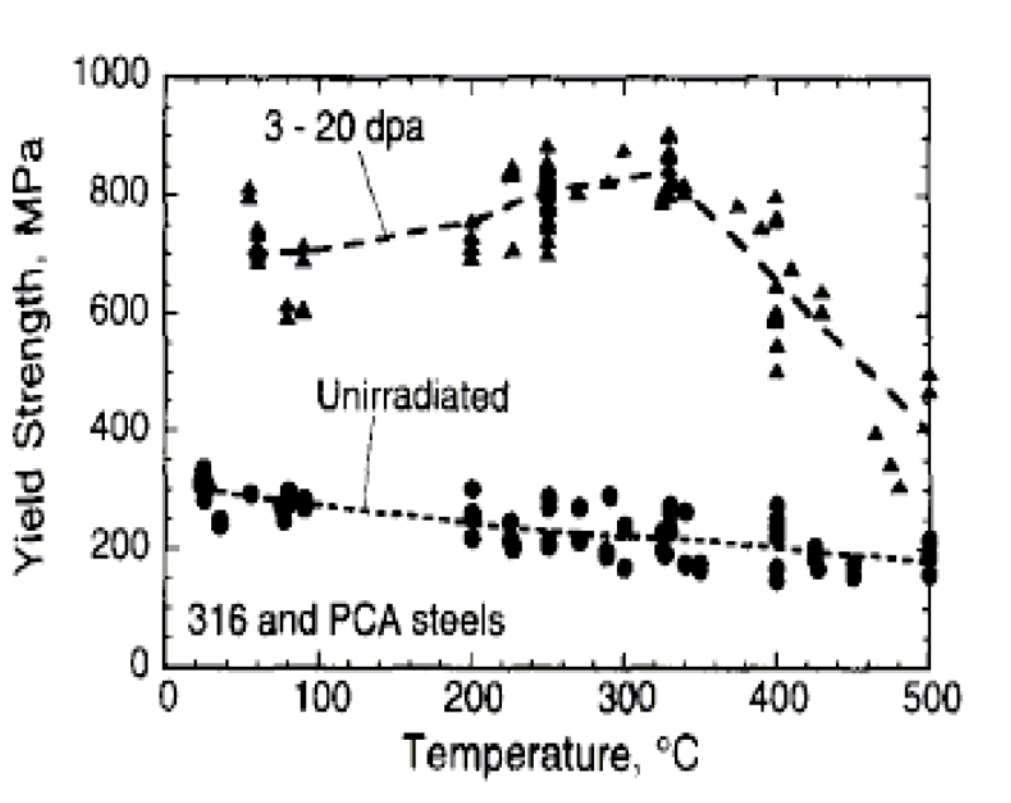 1000
3 - 20 dpa
800
600
Unirradiated
400
200
316 and PCA steels
0
0 100 200 300 400 500
Temperature, °C
Yield Strength, MPa